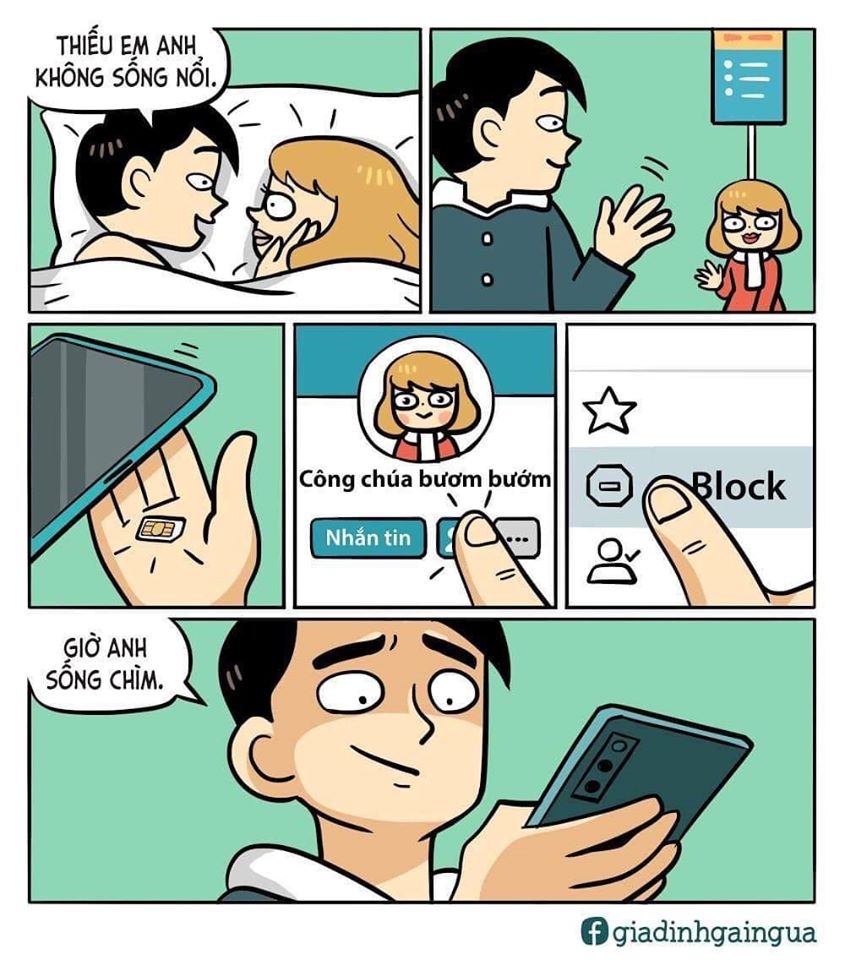 THIẾU EM ANH
KHÔNG SỐNG NỔI.
Công chúa bươm bướm
Nhắn tin
Block
GIỜ ANH
SỐNG CHÌM.
giadinhgaingua